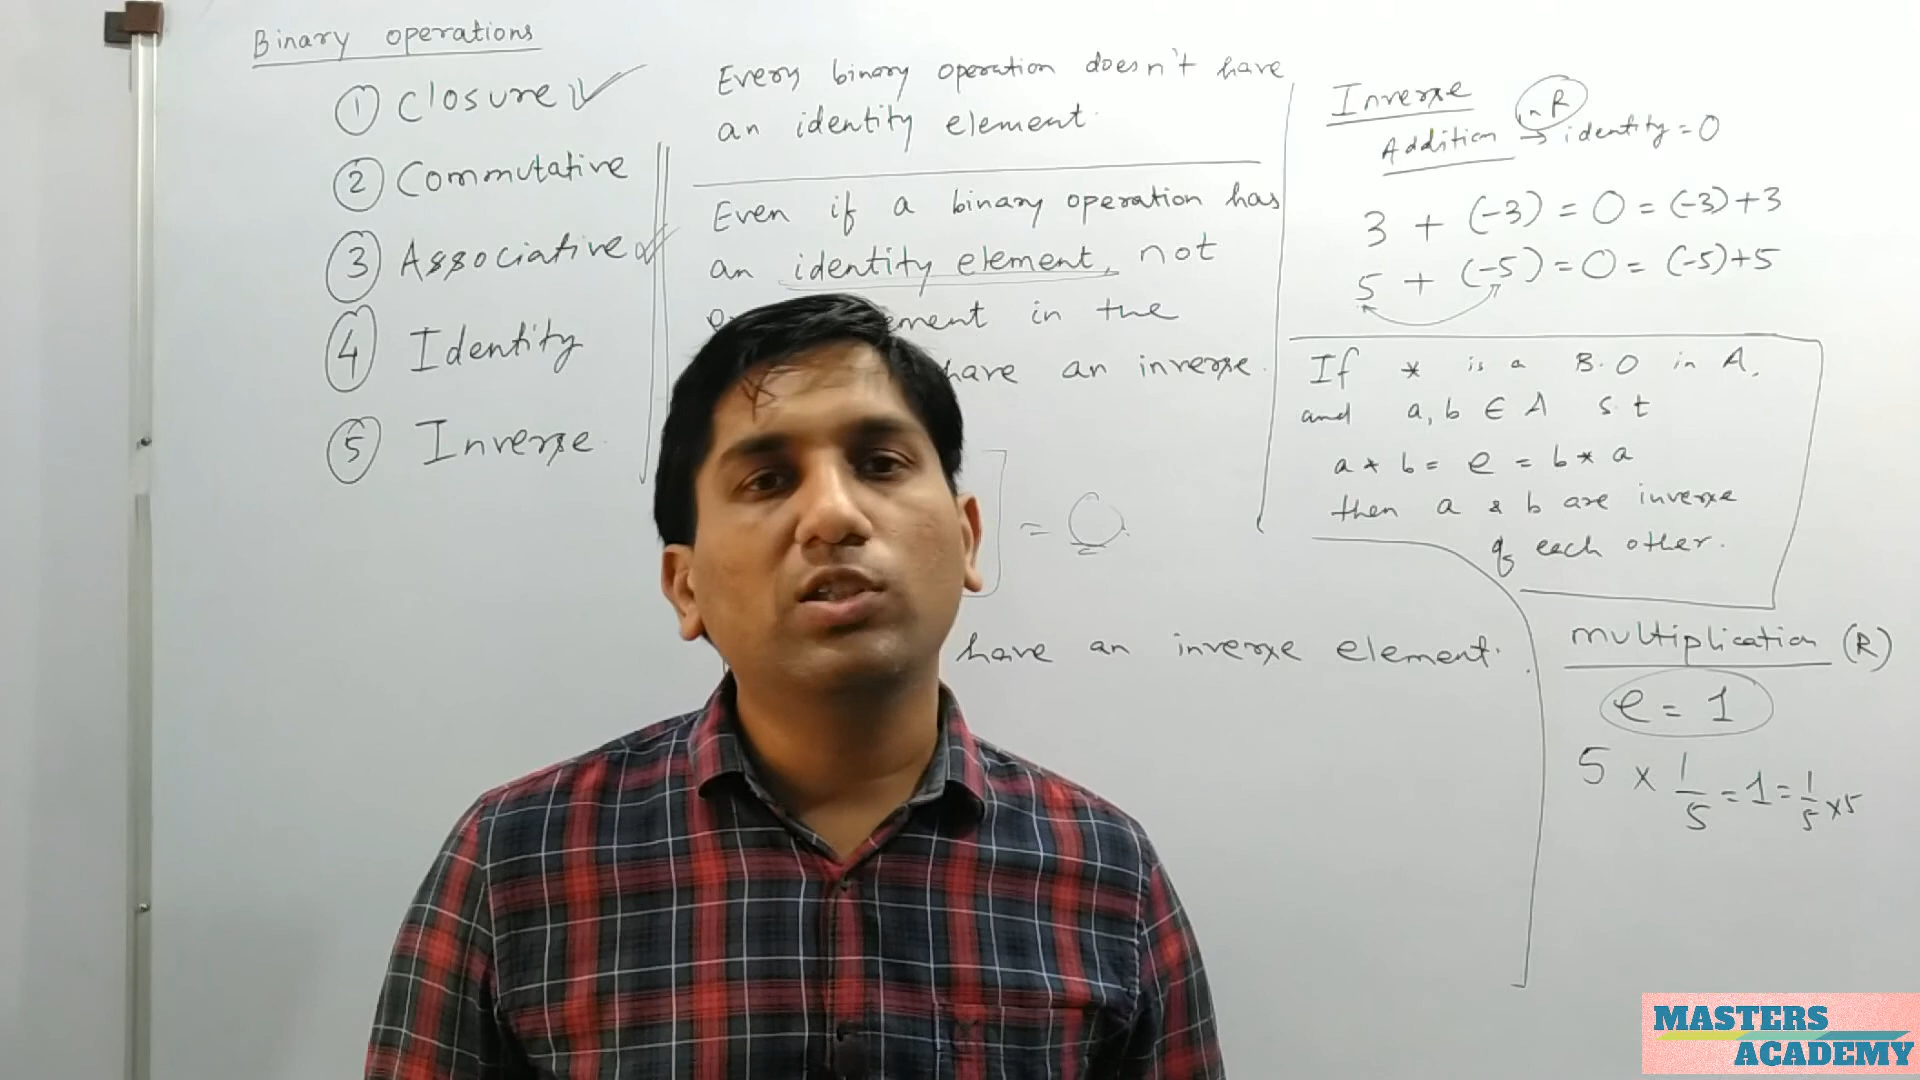 Binary operations
① Closure
② Commutative
③ Associative
④ Identity
⑤ Inverse
Every binary operation doesn't have
an identity element.
Even if a binary operation has
an identity element, not
in the
have an inverse.
= 0.
have an inverse element.
Inverse
Addition in R → identity = 0
3 + (-3) = 0 = (-3)+3
5 + (-5) = 0 = (-5)+5
If * is a B.O in A,
and a, b ∈ A s.t
a * b = e = b * a
then a & b are inverse
of each other.
multiplication (R)
e = 1
5 × 1/5 = 1 = 1/5 × 5
MASTERS
ACADEMY